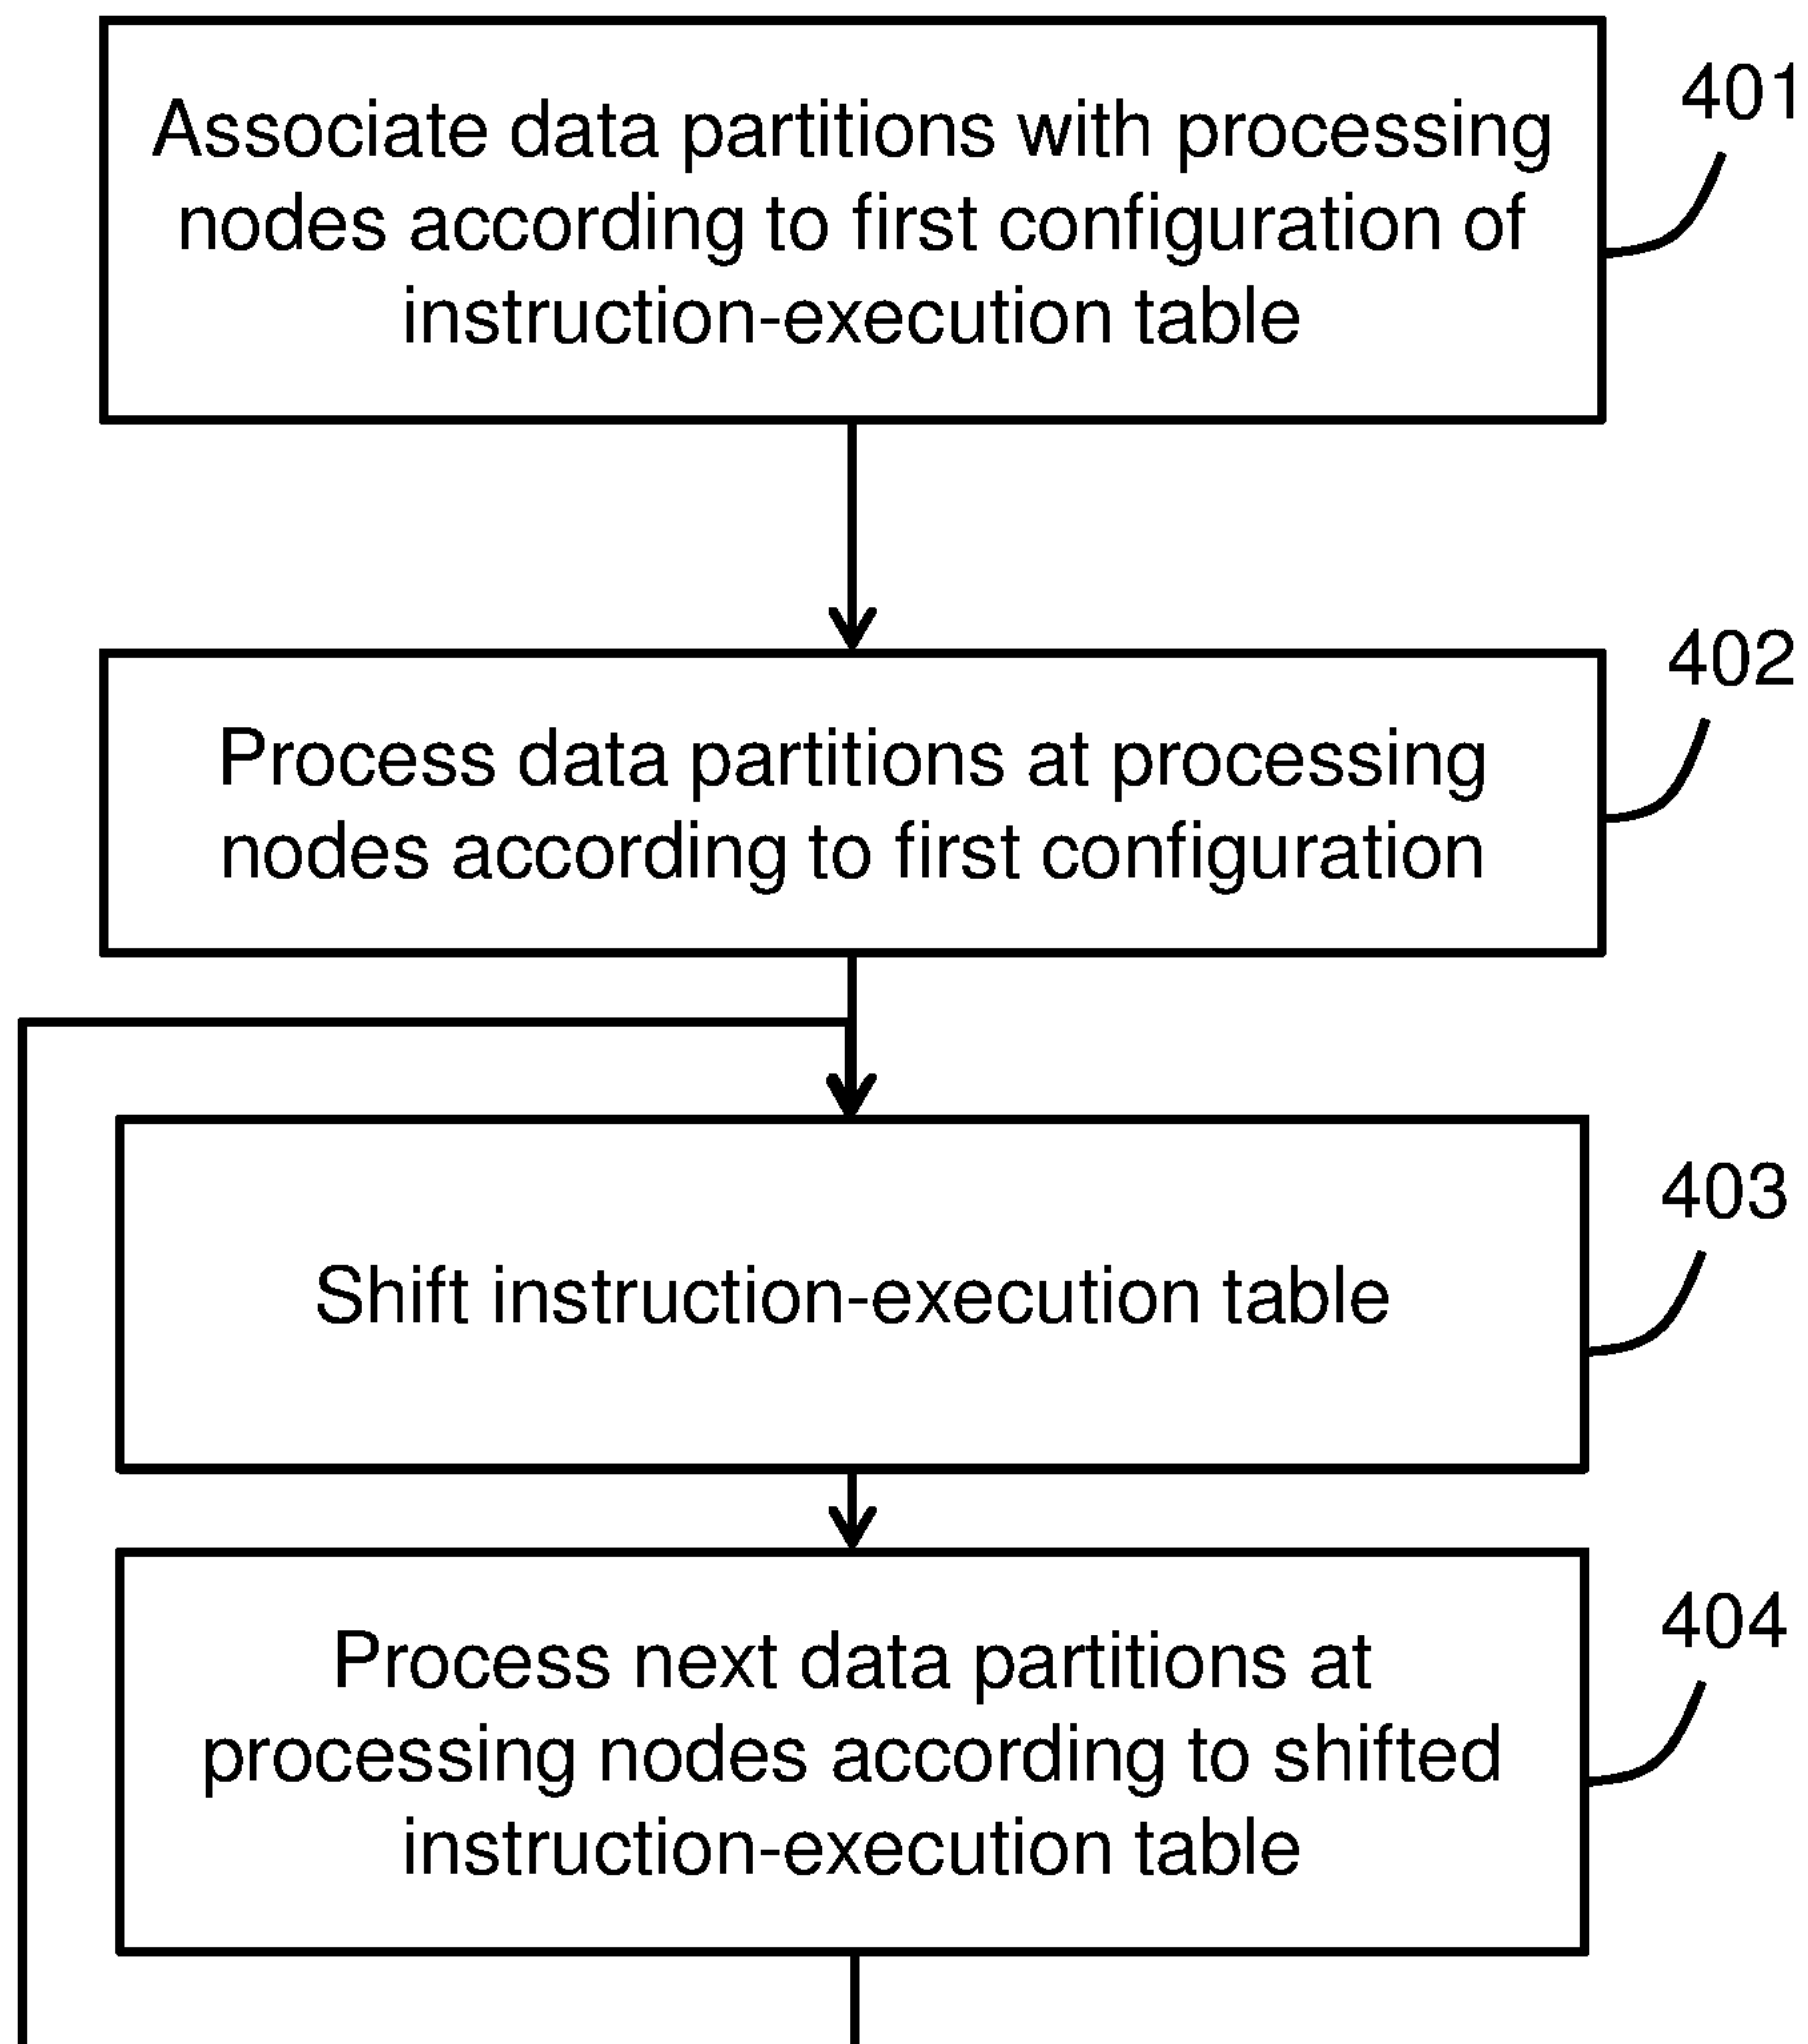 Associate data partitions with processing
nodes according to first configuration of
instruction-execution table
401
Process data partitions at processing
nodes according to first configuration
402
Shift instruction-execution table
403
Process next data partitions at
processing nodes according to shifted
instruction-execution table
404